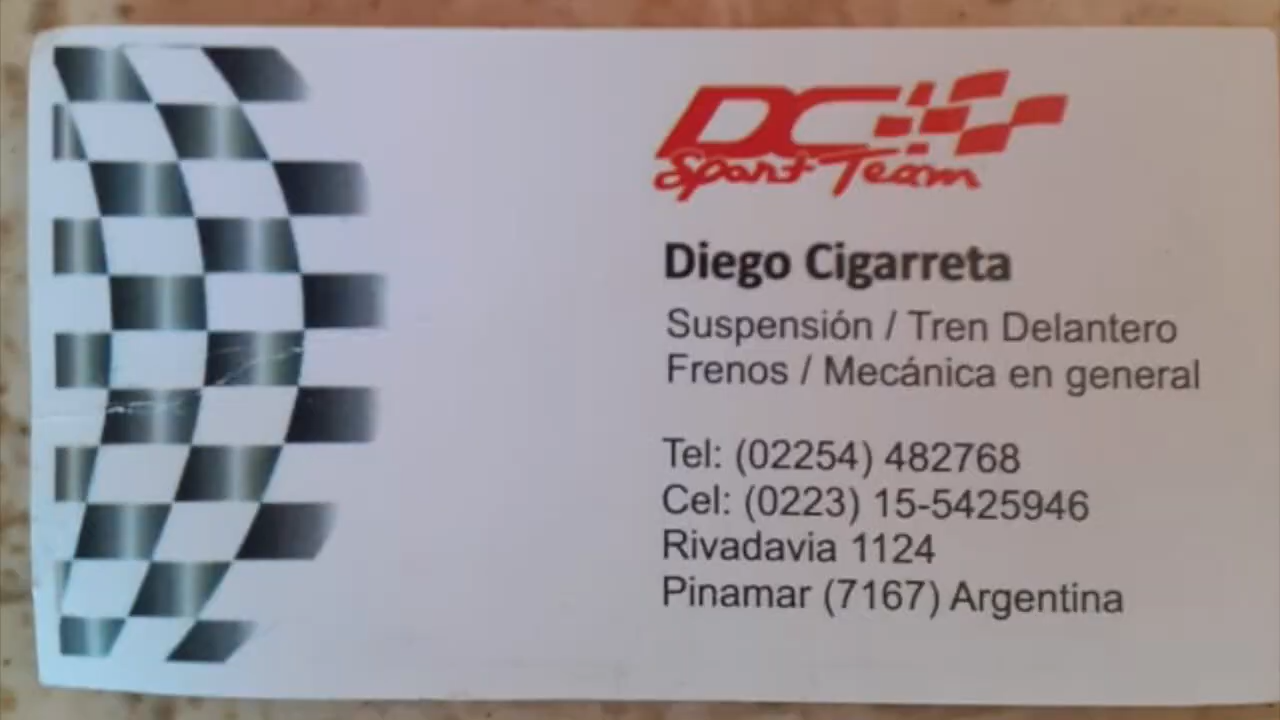 DC
Sport Team
Diego Cigarreta
Suspensión / Tren Delantero
Frenos / Mecánica en general
Tel: (02254) 482768
Cel: (0223) 15-5425946
Rivadavia 1124
Pinamar (7167) Argentina